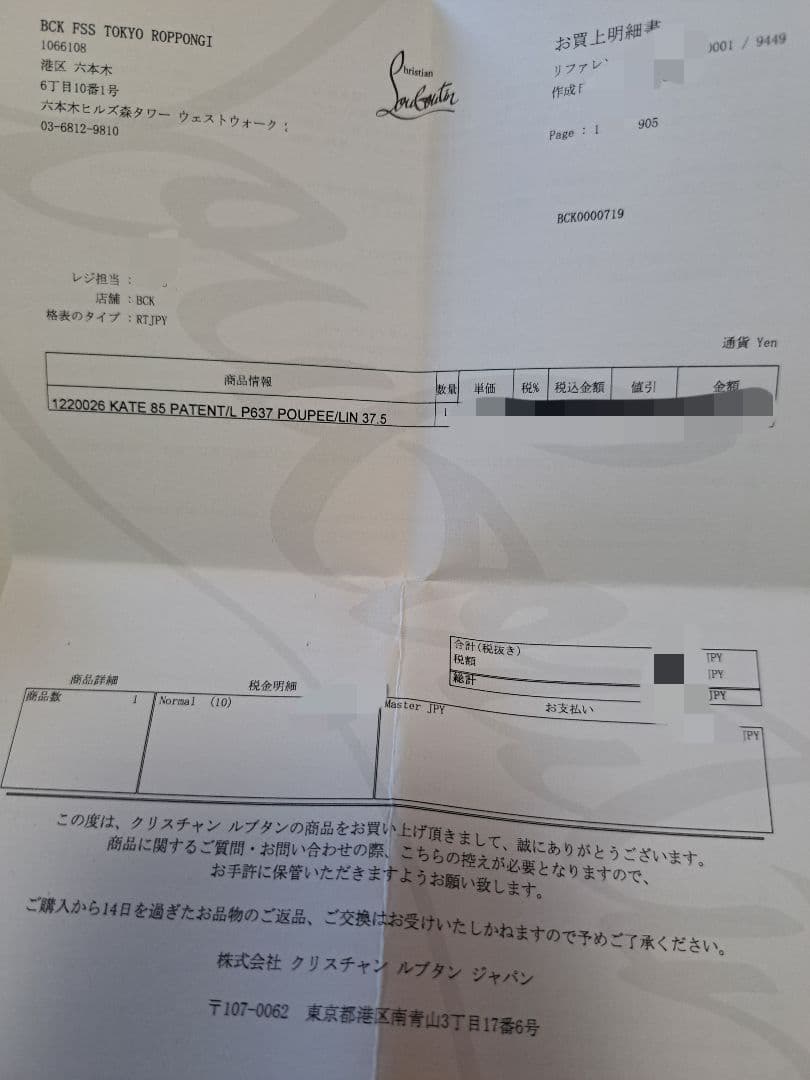 BCK FSS TOKYO ROPPONGI
1066108
港区 六本木
6丁目10番1号
六本木ヒルズ森タワー ウェストウォーク
03-6812-9810
Christian
Louboutin
お買上明細書
リファレ
0001 / 9449
作成
Page : 1 905
BCK0000719
レジ担当 :
店舗 : BCK
格表のタイプ : RTJPY
通貨 Yen
商品情報 数量 単価 税% 税込金額 値引 金額
1220026 KATE 85 PATENT/L P637 POUPEE/LIN 37.5 1
合計(税抜き) JPY
税額 JPY
総計 JPY
商品詳細 税金明細 お支払い
商品数 1 Normal (10) Master JPY JPY
この度は、クリスチャン ルブタンの商品をお買い上げ頂きまして、誠にありがとうございます。
商品に関するご質問・お問い合わせの際、こちらの控えが必要となりますので、
お手許に保管いただきますようお願い致します。
ご購入から14日を過ぎたお品物のご返品、ご交換はお受けいたしかねますので予めご了承ください。
株式会社 クリスチャン ルブタン ジャパン
〒107-0062 東京都港区南青山3丁目17番6号